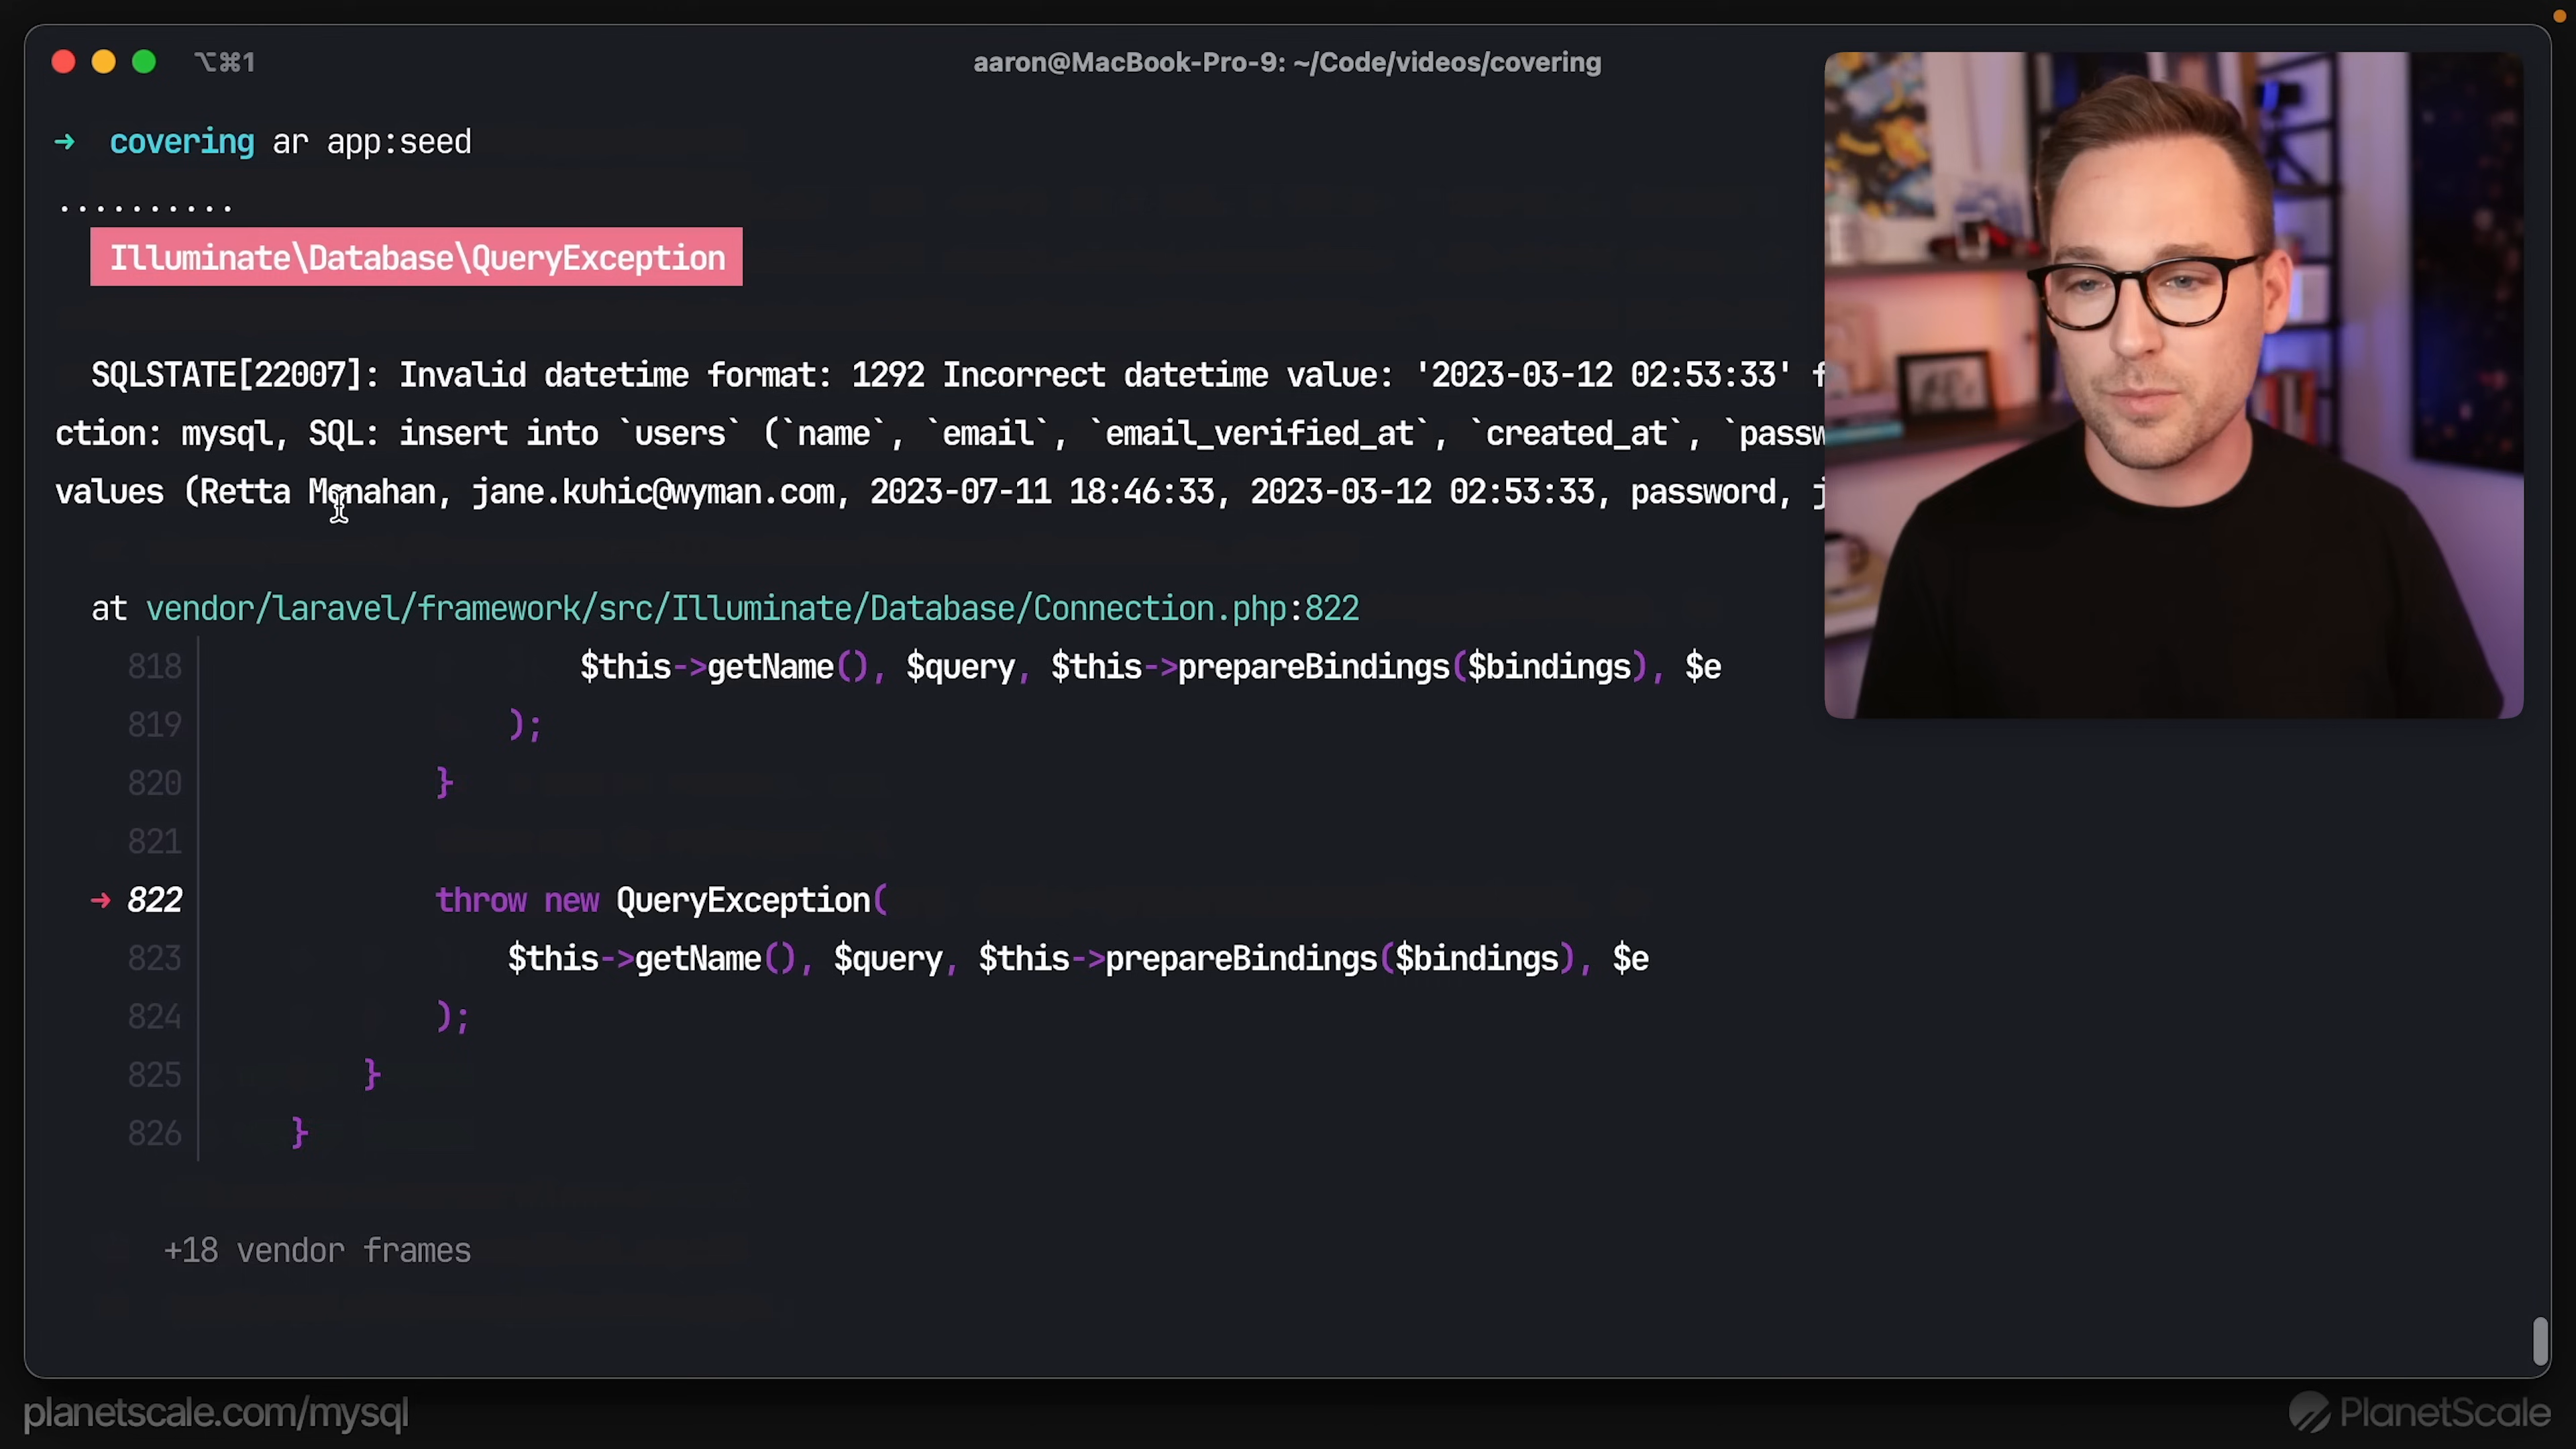 ⌥⌘1
aaron@MacBook-Pro-9: ~/Code/videos/covering
➜ covering ar app:seed
..........
Illuminate\Database\QueryException
SQLSTATE[22007]: Invalid datetime format: 1292 Incorrect datetime value: '2023-03-12 02:53:33' f
ction: mysql, SQL: insert into `users` (`name`, `email`, `email_verified_at`, `created_at`, `passw
values (Retta Monahan, jane.kuhic@wyman.com, 2023-07-11 18:46:33, 2023-03-12 02:53:33, password, j
at vendor/laravel/framework/src/Illuminate/Database/Connection.php:822
818 $this->getName(), $query, $this->prepareBindings($bindings), $e
819 );
820 }
821
➜ 822 throw new QueryException(
823 $this->getName(), $query, $this->prepareBindings($bindings), $e
824 );
825 }
826 }
+18 vendor frames
planetscale.com/mysql
PlanetScale